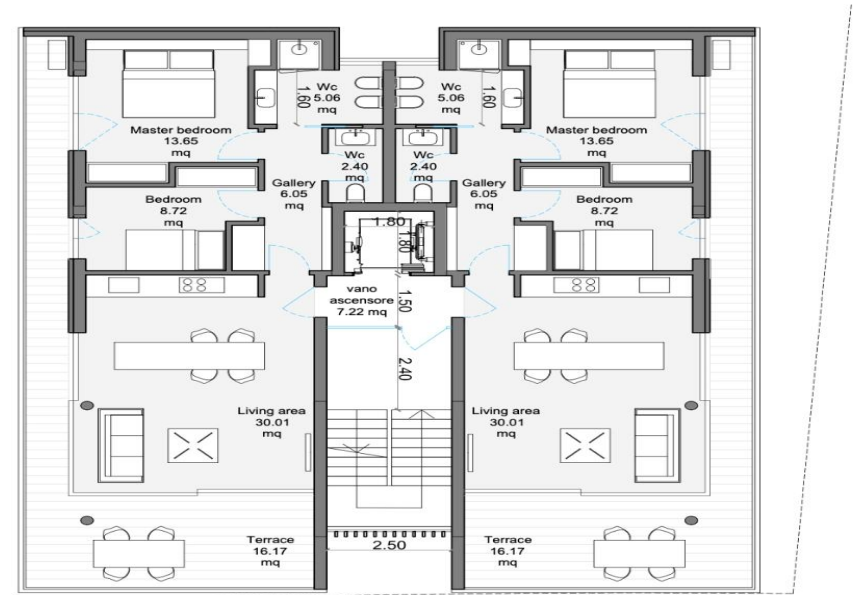 Wc
5.06
mq
1.60
Master bedroom
13.65
mq
Wc
2.40
mq
Gallery
6.05
mq
Bedroom
8.72
mq
Wc
5.06
mq
1.60
Master bedroom
13.65
mq
Wc
2.40
mq
Gallery
6.05
mq
Bedroom
8.72
mq
1.80
1.80
vano
ascensore
7.22 mq
1.50
2.40
Living area
30.01
mq
Living area
30.01
mq
Terrace
16.17
mq
2.50
Terrace
16.17
mq